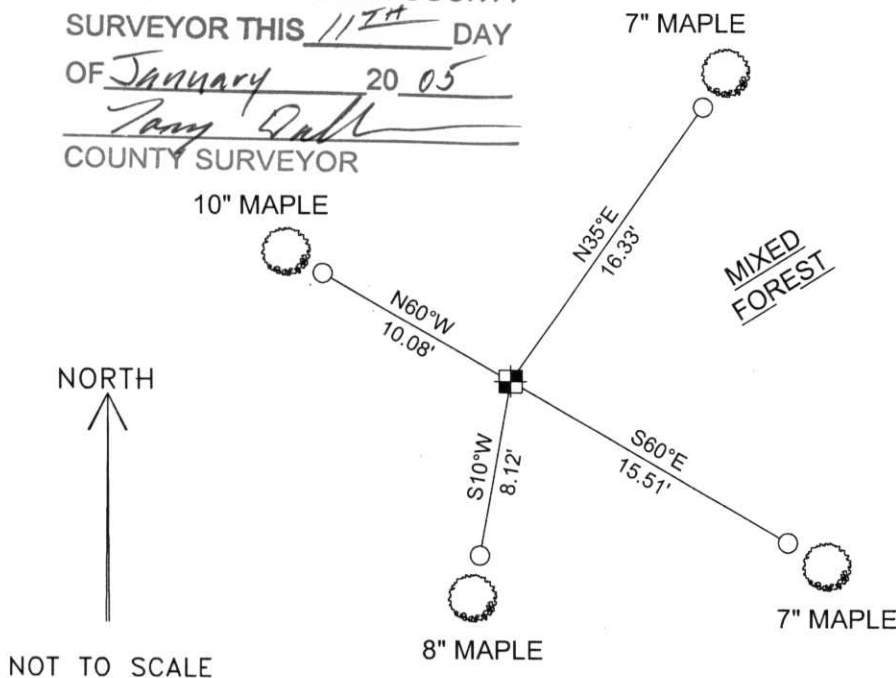 SURVEYOR THIS 11TH DAY
OF January 20 05
COUNTY SURVEYOR
7" MAPLE
10" MAPLE
N35°E
16.33'
MIXED
FOREST
N60°W
10.08'
NORTH
S60°E
15.51'
S10°W
8.12'
7" MAPLE
8" MAPLE
NOT TO SCALE